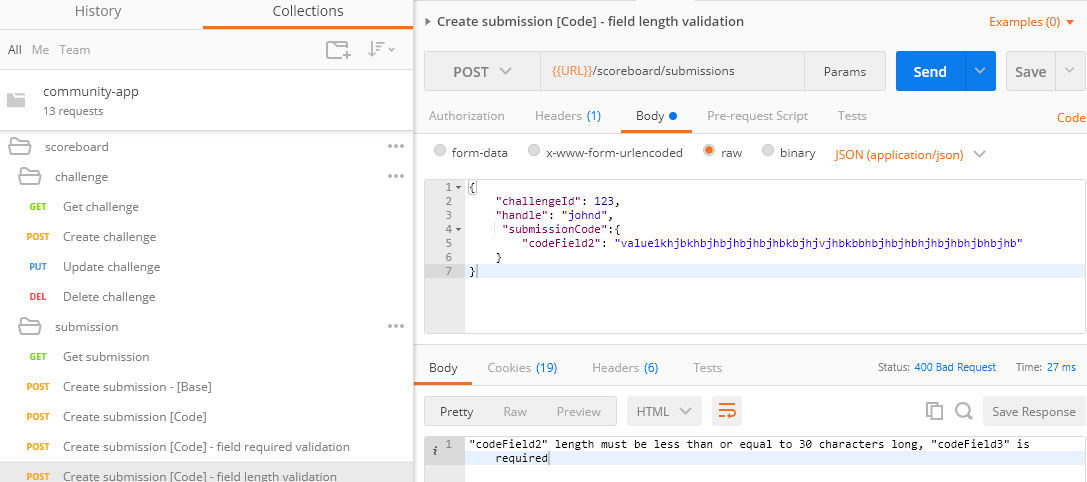 History
Collections
All Me Team
community-app
13 requests
scoreboard
challenge
GET Get challenge
POST Create challenge
PUT Update challenge
DEL Delete challenge
submission
GET Get submission
POST Create submission - [Base]
POST Create submission [Code]
POST Create submission [Code] - field required validation
POST Create submission [Code] - field length validation
Create submission [Code] - field length validation
Examples (0)
POST {{URL}}/scoreboard/submissions Params Send Save
Authorization Headers (1) Body Pre-request Script Tests Code
form-data x-www-form-urlencoded raw binary JSON (application/json)
1 {
2 "challengeId": 123,
3 "handle": "johnd",
4 "submissionCode":{
5 "codeField2": "value1khjbkhbjhbjhbjhbjhbkbjhjvjhbkbbhbjhbjhbhjhbjhbhjbhbjhb"
6 }
7 }
Body Cookies (19) Headers (6) Tests Status: 400 Bad Request Time: 27 ms
Pretty Raw Preview HTML Save Response
i 1 "codeField2" length must be less than or equal to 30 characters long, "codeField3" is
required